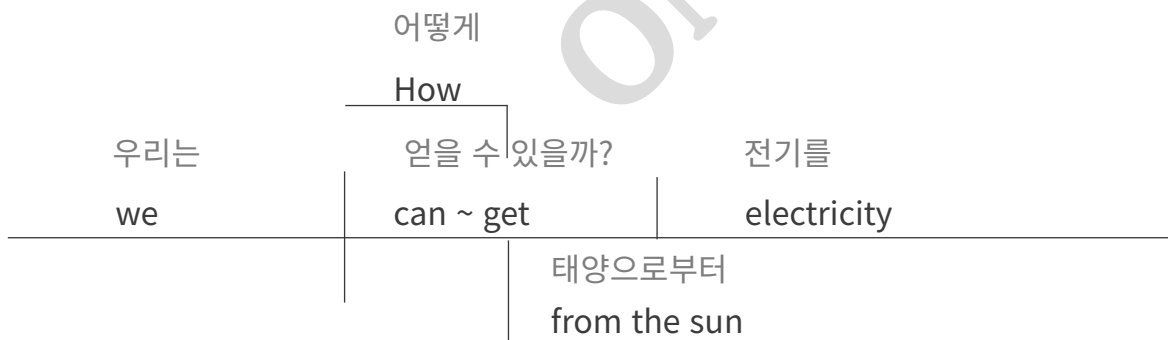 어떻게
How
우리는 얻을 수 있을까? 전기를
we can ~ get electricity
태양으로부터
from the sun